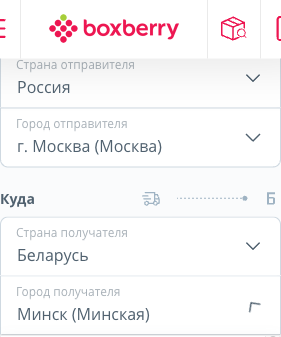 boxberry
Страна отправителя
Россия
Город отправителя
г. Москва (Москва)
Куда
Б
Страна получателя
Беларусь
Город получателя
Минск (Минская)